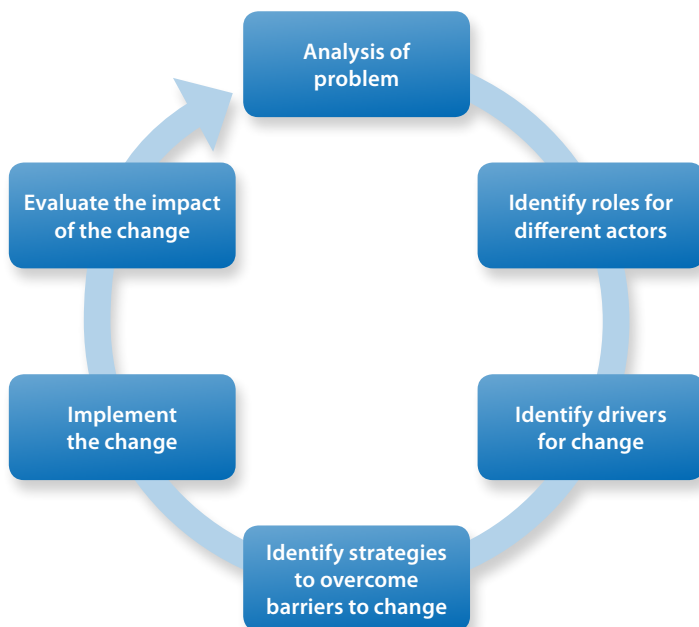 Analysis of
problem
Identify roles for
different actors
Identify drivers
for change
Identify strategies
to overcome
barriers to change
Implement
the change
Evaluate the impact
of the change